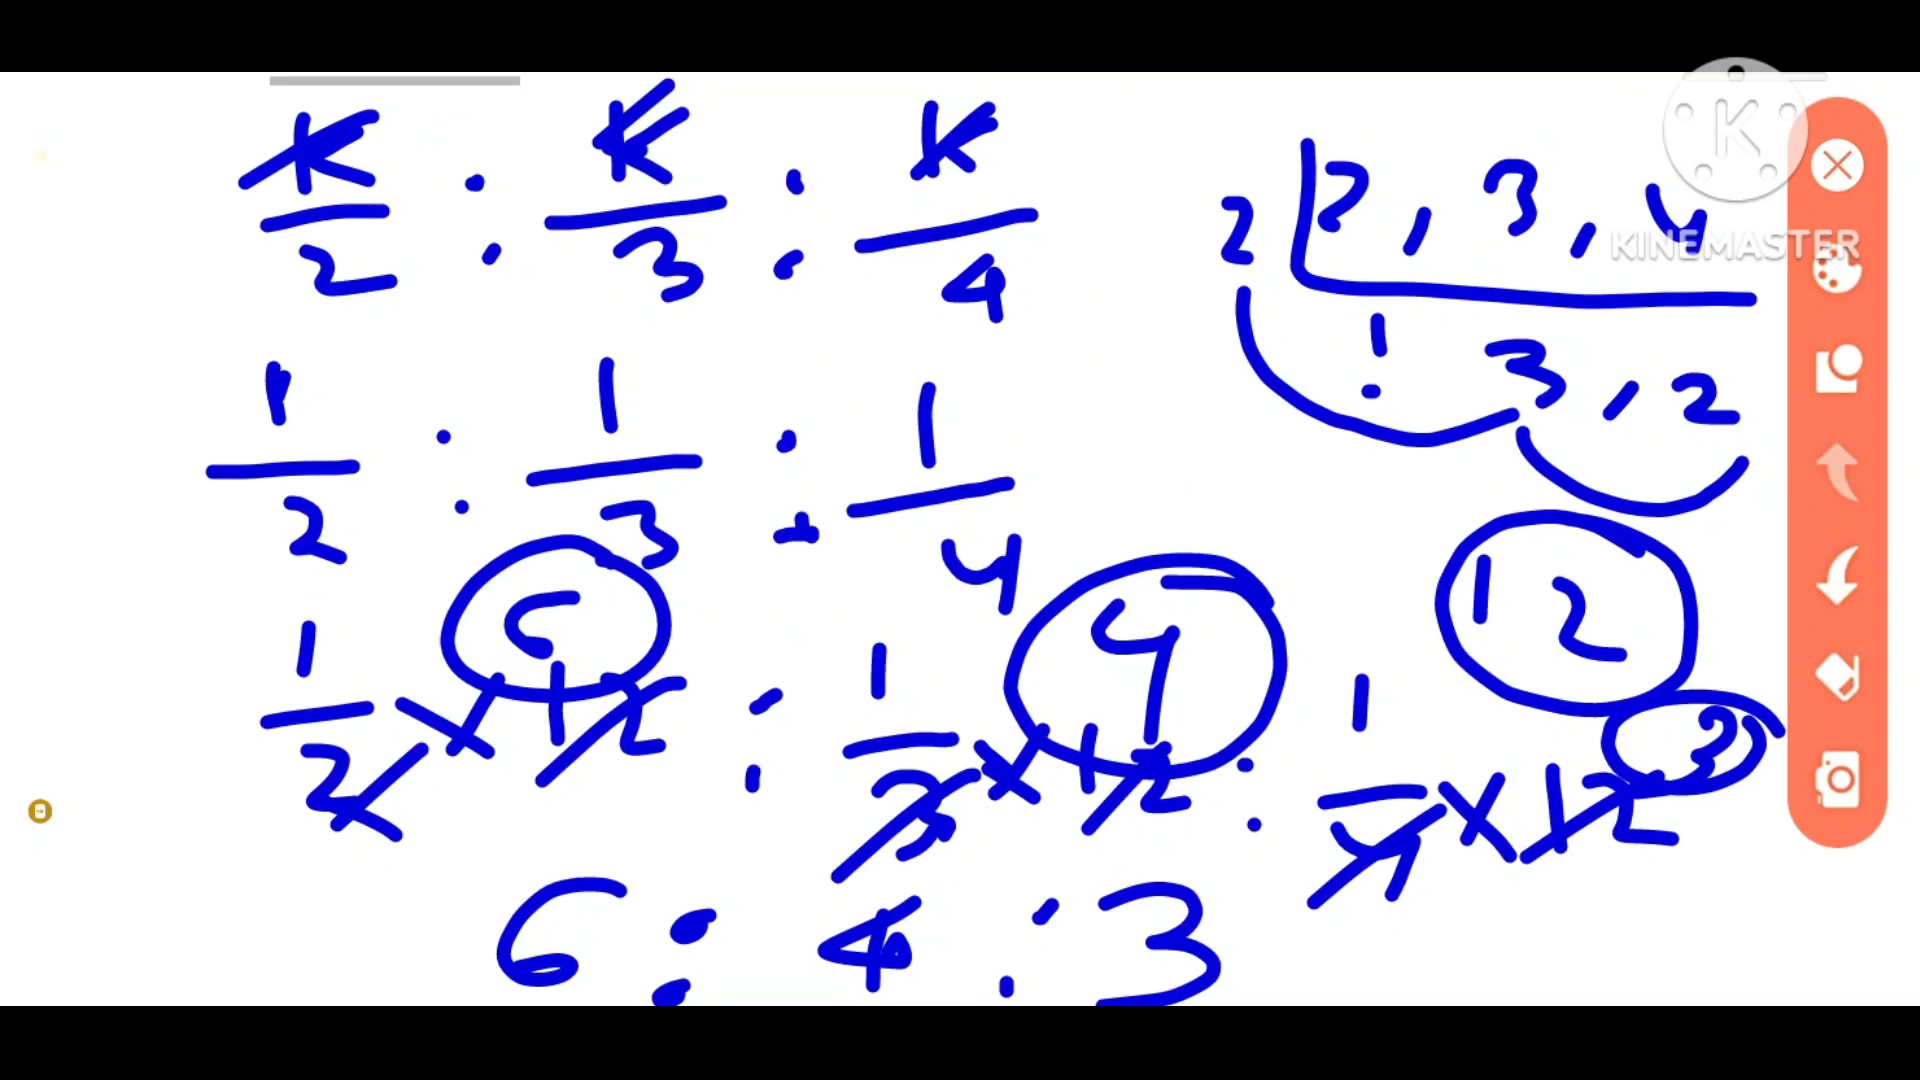 K/2 : K/3 : K/4
2 | 2, 3, 4
1 3, 2
1/2 : 1/3 : 1/4
12
6 4 3
1/2 × 12 : 1/3 × 12 : 1/4 × 12
6 : 4 : 3
K
KINEMASTER